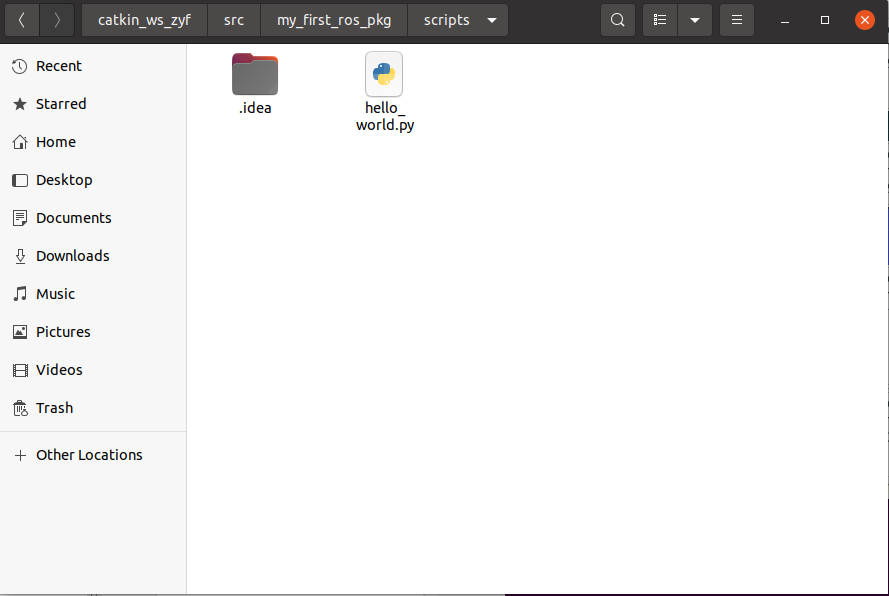 catkin_ws_zyf src my_first_ros_pkg scripts
Recent
Starred
Home
Desktop
Documents
Downloads
Music
Pictures
Videos
Trash
Other Locations
.idea
hello_
world.py